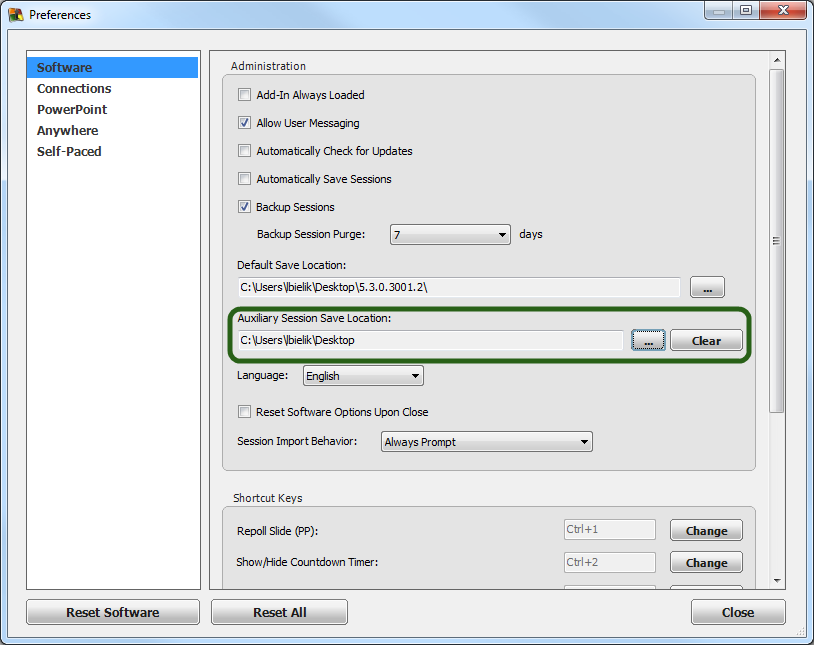 Preferences
Software
Connections
PowerPoint
Anywhere
Self-Paced
Administration
Add-In Always Loaded
Allow User Messaging
Automatically Check for Updates
Automatically Save Sessions
Backup Sessions
Backup Session Purge: 7 days
Default Save Location:
C:\Users\lbielik\Desktop\5.3.0.3001.2\ ...
Auxiliary Session Save Location:
C:\Users\lbielik\Desktop ... Clear
Language: English
Reset Software Options Upon Close
Session Import Behavior: Always Prompt
Shortcut Keys
Repoll Slide (PP): Ctrl+1 Change
Show/Hide Countdown Timer: Ctrl+2 Change
Reset Software Reset All Close